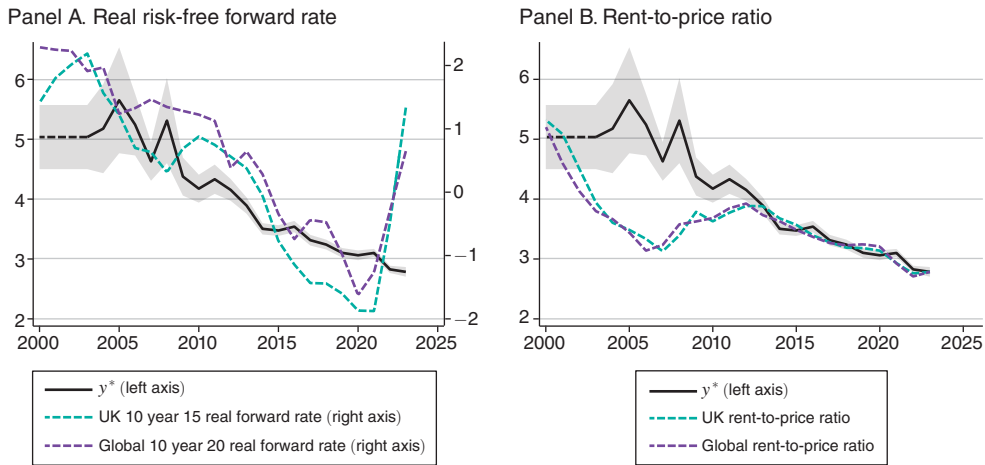 Panel A. Real risk-free forward rate
6
5
4
3
2
2
1
0
−1
−2
2000 2005 2010 2015 2020 2025
y* (left axis)
UK 10 year 15 real forward rate (right axis)
Global 10 year 20 real forward rate (right axis)
Panel B. Rent-to-price ratio
6
5
4
3
2
2000 2005 2010 2015 2020 2025
y* (left axis)
UK rent-to-price ratio
Global rent-to-price ratio